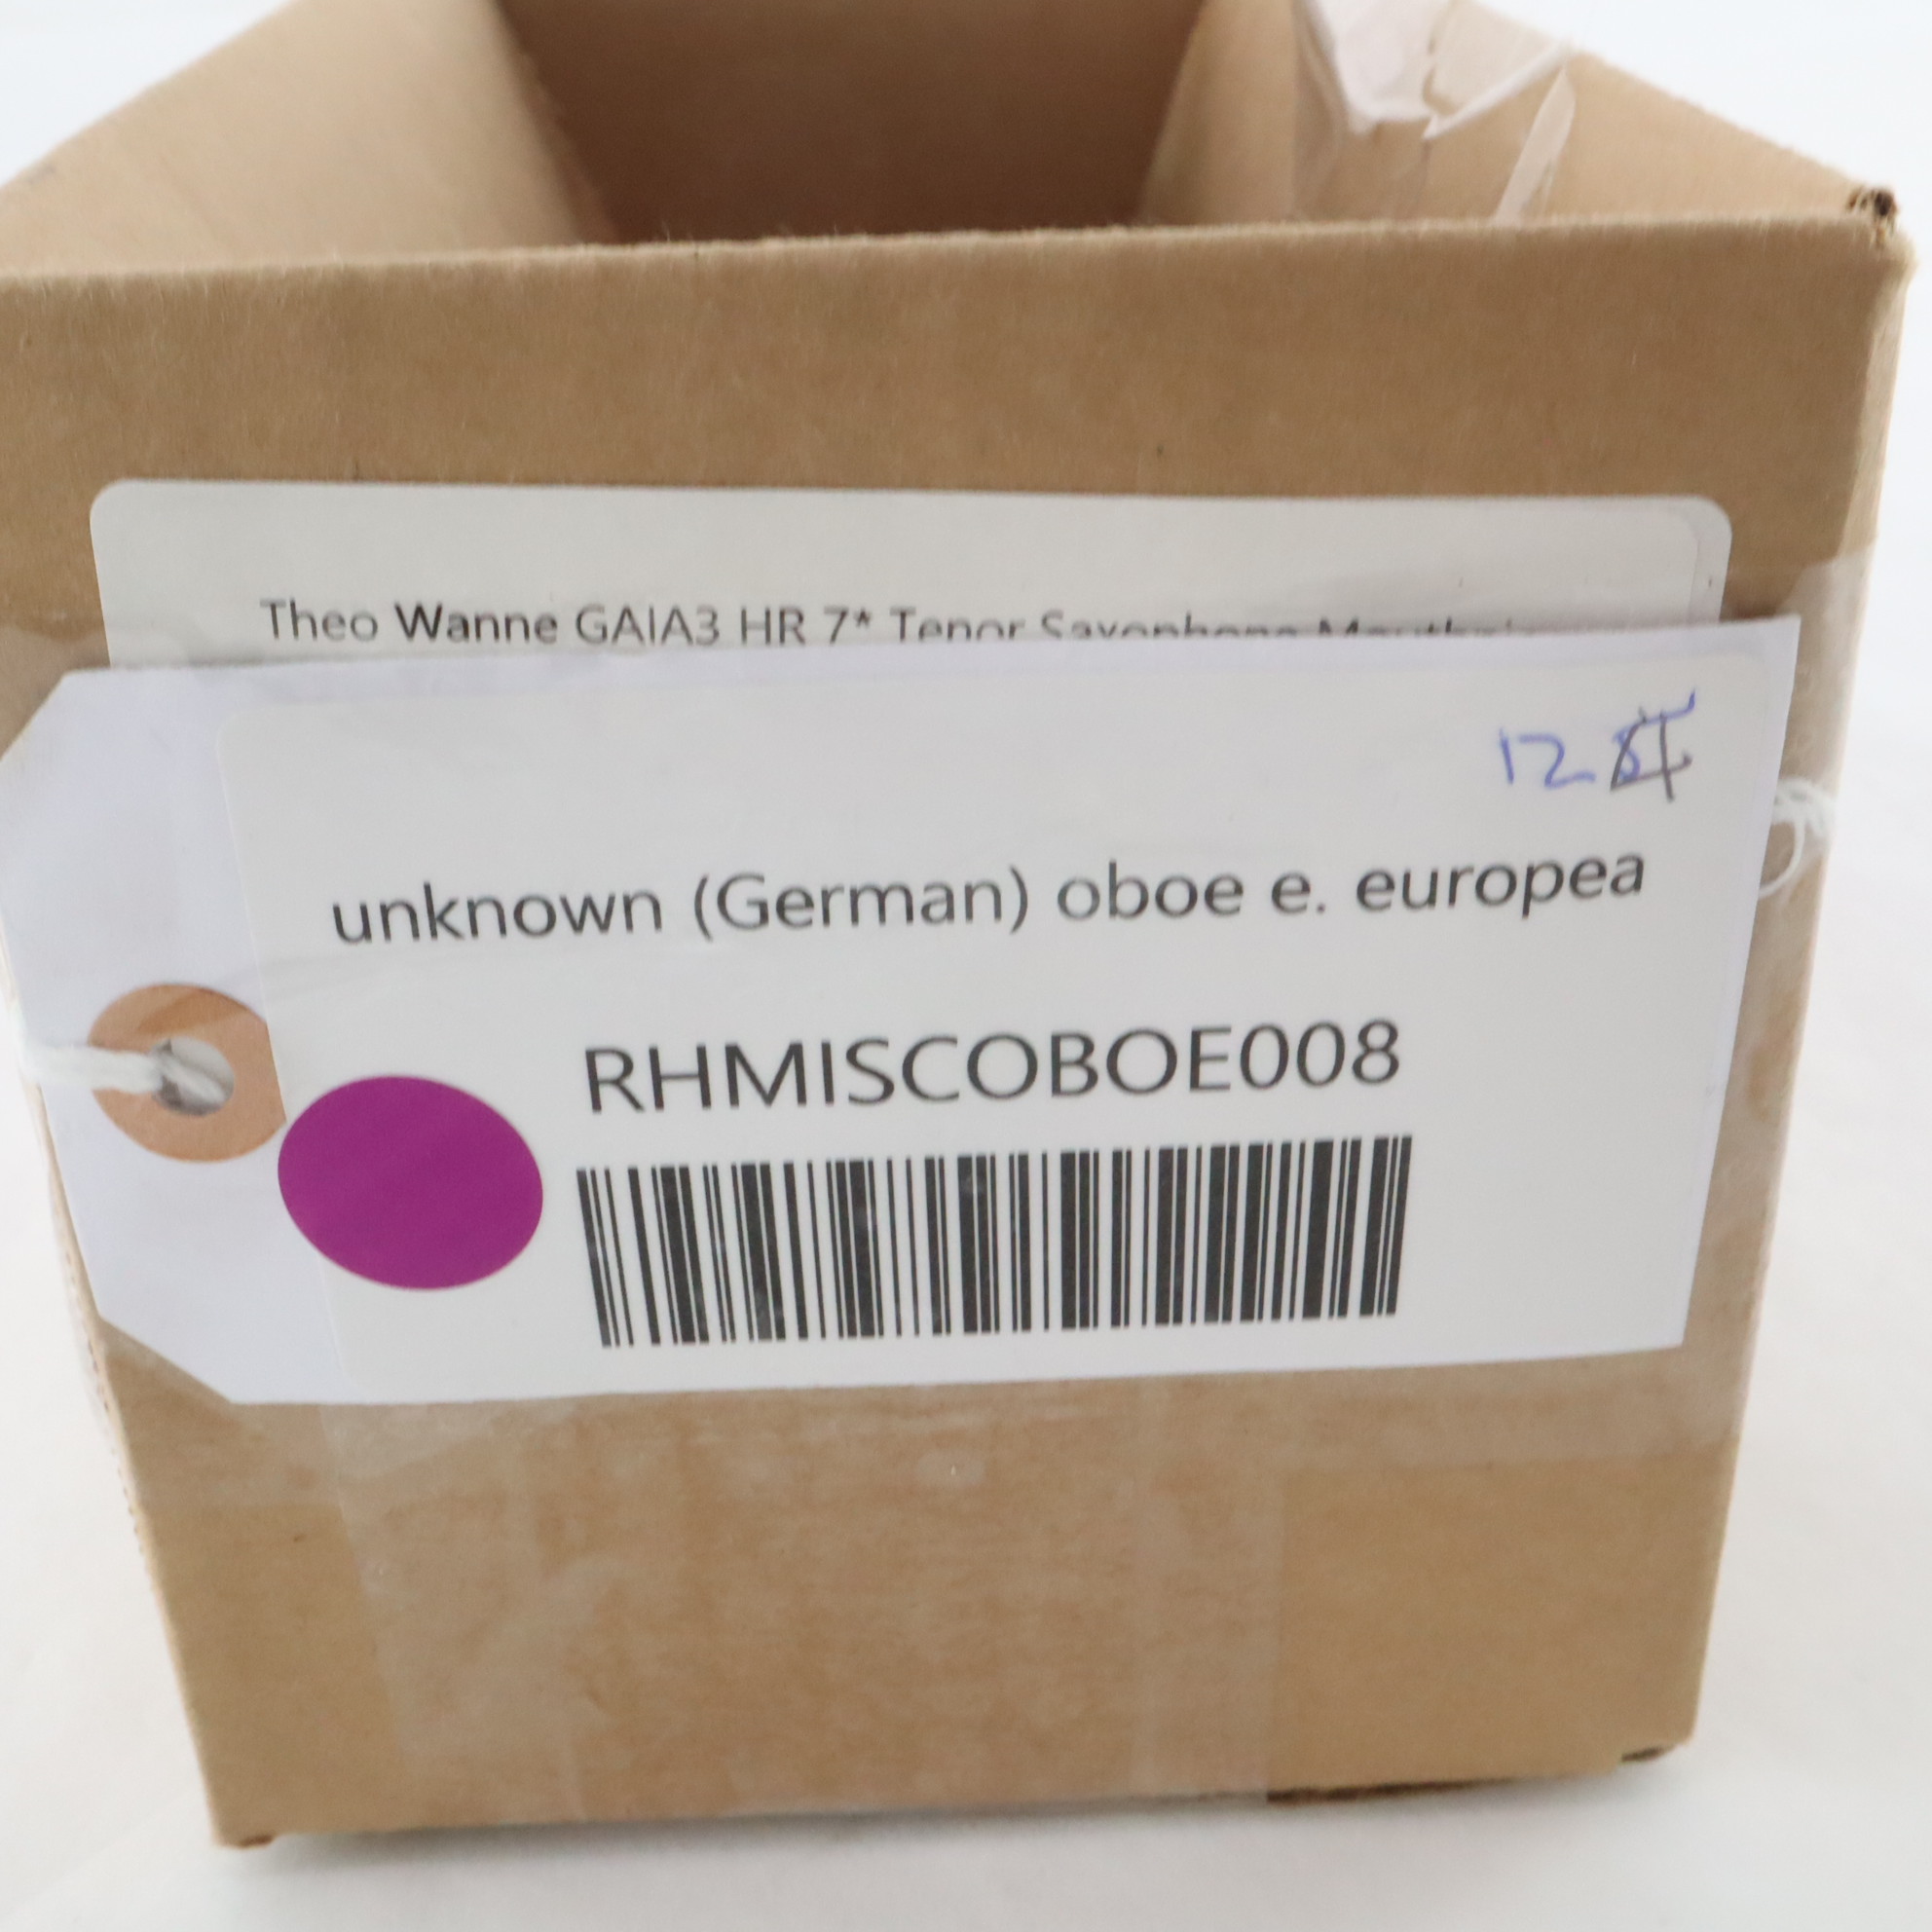 Theo Wanne GAIA3 HR 7* Tenor Saxophone
12
unknown (German) oboe e. europea
RHMISCOBOE008